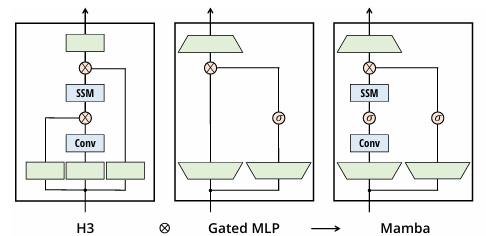 SSM
Conv
σ
SSM
σ
σ
Conv
H3 ⊗ Gated MLP → Mamba